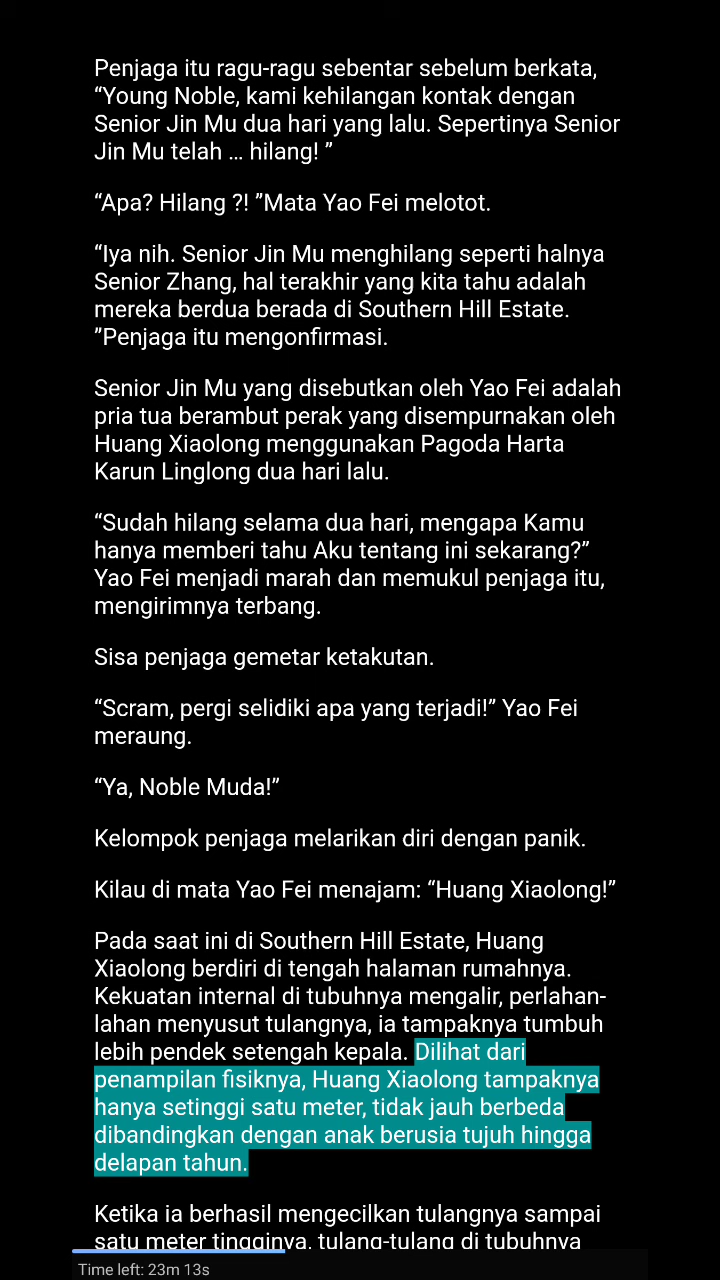 Penjaga itu ragu-ragu sebentar sebelum berkata,
“Young Noble, kami kehilangan kontak dengan
Senior Jin Mu dua hari yang lalu. Sepertinya Senior
Jin Mu telah … hilang! ”
“Apa? Hilang ?! ”Mata Yao Fei melotot.
“Iya nih. Senior Jin Mu menghilang seperti halnya
Senior Zhang, hal terakhir yang kita tahu adalah
mereka berdua berada di Southern Hill Estate.
”Penjaga itu mengonfirmasi.
Senior Jin Mu yang disebutkan oleh Yao Fei adalah
pria tua berambut perak yang disempurnakan oleh
Huang Xiaolong menggunakan Pagoda Harta
Karun Linglong dua hari lalu.
“Sudah hilang selama dua hari, mengapa Kamu
hanya memberi tahu Aku tentang ini sekarang?”
Yao Fei menjadi marah dan memukul penjaga itu,
mengirimnya terbang.
Sisa penjaga gemetar ketakutan.
“Scram, pergi selidiki apa yang terjadi!” Yao Fei
meraung.
“Ya, Noble Muda!”
Kelompok penjaga melarikan diri dengan panik.
Kilau di mata Yao Fei menajam: “Huang Xiaolong!”
Pada saat ini di Southern Hill Estate, Huang
Xiaolong berdiri di tengah halaman rumahnya.
Kekuatan internal di tubuhnya mengalir, perlahan-
lahan menyusut tulangnya, ia tampaknya tumbuh
lebih pendek setengah kepala. Dilihat dari
penampilan fisiknya, Huang Xiaolong tampaknya
hanya setinggi satu meter, tidak jauh berbeda
dibandingkan dengan anak berusia tujuh hingga
delapan tahun.
Ketika ia berhasil mengecilkan tulangnya sampai
satu meter tingginya, tulang-tulang di tubuhnya
Time left: 23m 13s